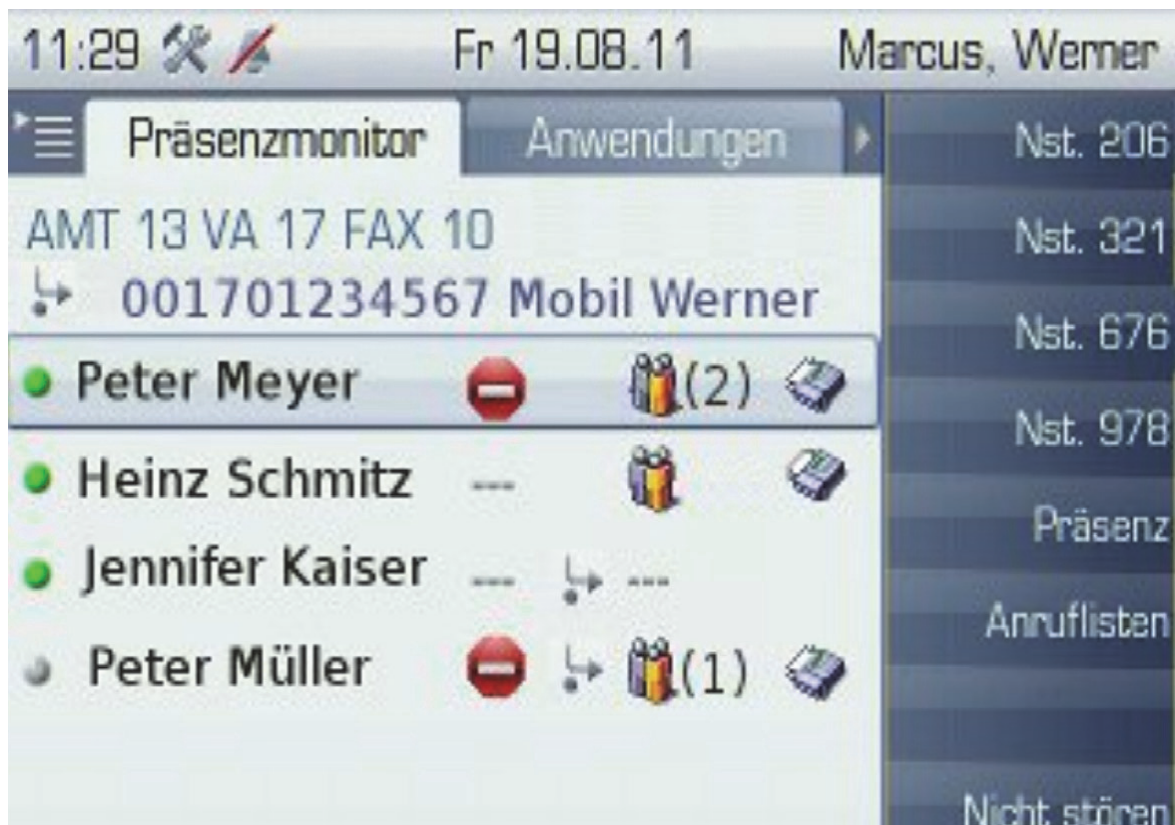 11:29 Fr 19.08.11 Marcus, Werner
Präsenzmonitor Anwendungen
AMT 13 VA 17 FAX 10
001701234567 Mobil Werner
Peter Meyer (2)
Heinz Schmitz ---
Jennifer Kaiser --- ---
Peter Müller (1)
Nst. 206
Nst. 321
Nst. 676
Nst. 978
Präsenz
Anruflisten
Nicht stören